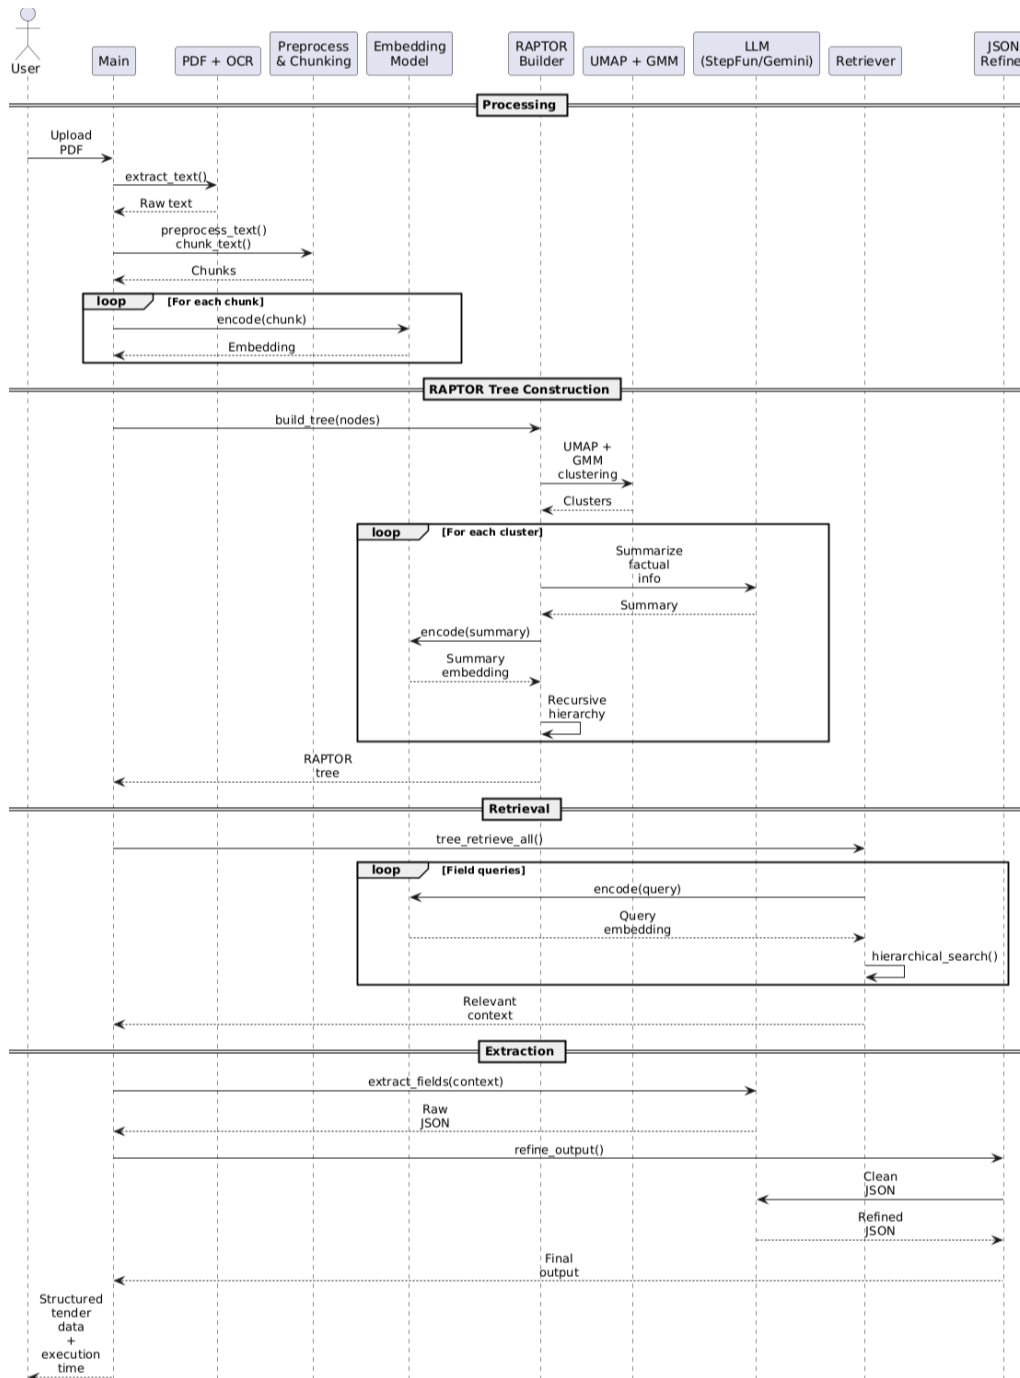 User
Main
PDF + OCR
Preprocess
& Chunking
Embedding
Model
RAPTOR
Builder
UMAP + GMM
LLM
(StepFun/Gemini)
Retriever
JSON
Refine
Processing
Upload
PDF
extract_text()
Raw text
preprocess_text()
chunk_text()
Chunks
loop [For each chunk]
encode(chunk)
Embedding
RAPTOR Tree Construction
build_tree(nodes)
UMAP +
GMM
clustering
Clusters
loop [For each cluster]
Summarize
factual
info
Summary
encode(summary)
Summary
embedding
Recursive
hierarchy
RAPTOR
tree
Retrieval
tree_retrieve_all()
loop [Field queries]
encode(query)
Query
embedding
hierarchical_search()
Relevant
context
Extraction
extract_fields(context)
Raw
JSON
refine_output()
Clean
JSON
Refined
JSON
Final
output
Structured
tender
data
+
execution
time